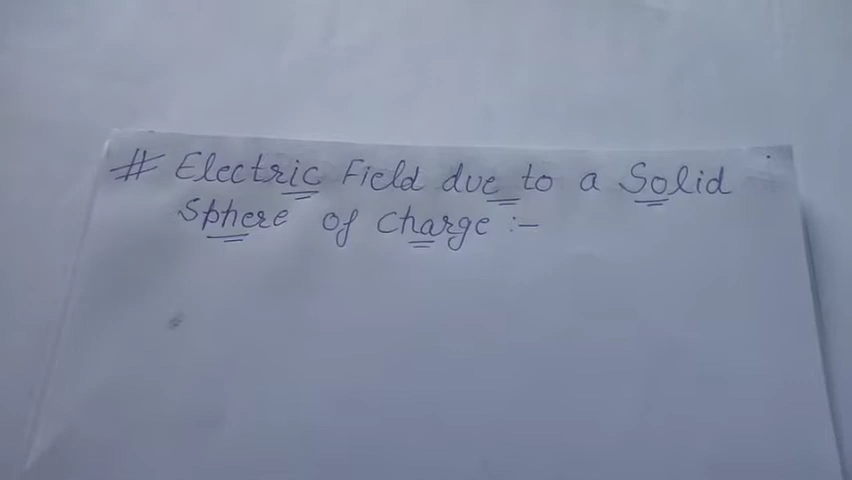 # Electric Field due to a Solid
Sphere of Charge :-